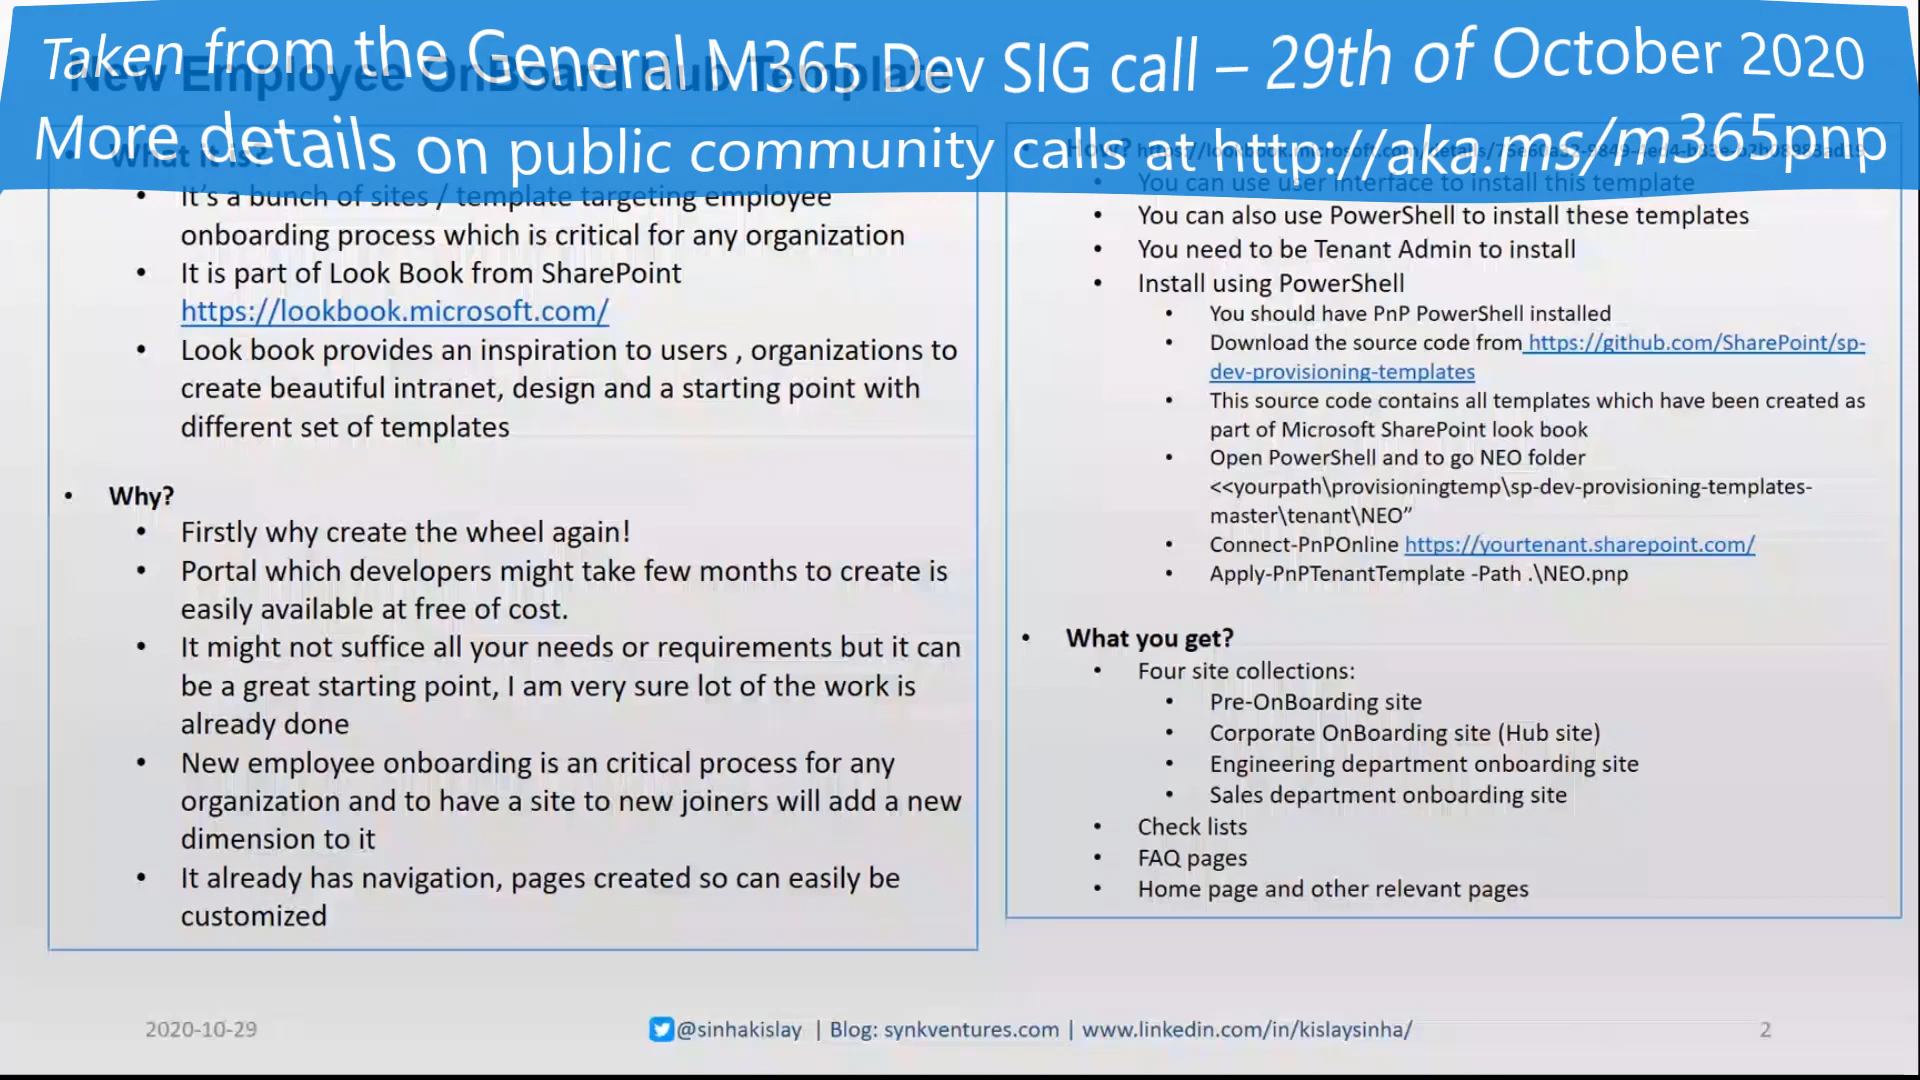 Taken from the General M365 Dev SIG call – 29th of October 2020
More details on public community calls at http://aka.ms/m365pnp
New Employee OnBoard Hub Template
• What it is?
• It's a bunch of sites / template targeting employee
onboarding process which is critical for any organization
• It is part of Look Book from SharePoint
https://lookbook.microsoft.com/
• Look book provides an inspiration to users , organizations to
create beautiful intranet, design and a starting point with
different set of templates
• Why?
• Firstly why create the wheel again!
• Portal which developers might take few months to create is
easily available at free of cost.
• It might not suffice all your needs or requirements but it can
be a great starting point, I am very sure lot of the work is
already done
• New employee onboarding is an critical process for any
organization and to have a site to new joiners will add a new
dimension to it
• It already has navigation, pages created so can easily be
customized
• How?
• You can use user interface to install this template
• You can also use PowerShell to install these templates
• You need to be Tenant Admin to install
• Install using PowerShell
• You should have PnP PowerShell installed
• Download the source code from https://github.com/SharePoint/sp-
dev-provisioning-templates
• This source code contains all templates which have been created as
part of Microsoft SharePoint look book
• Open PowerShell and to go NEO folder
<<yourpath\provisioningtemp\sp-dev-provisioning-templates-
master\tenant\NEO”
• Connect-PnPOnline https://yourtenant.sharepoint.com/
• Apply-PnPTenantTemplate -Path .\NEO.pnp
• What you get?
• Four site collections:
• Pre-OnBoarding site
• Corporate OnBoarding site (Hub site)
• Engineering department onboarding site
• Sales department onboarding site
• Check lists
• FAQ pages
• Home page and other relevant pages
2020-10-29
@sinhakislay | Blog: synkventures.com | www.linkedin.com/in/kislaysinha/
2